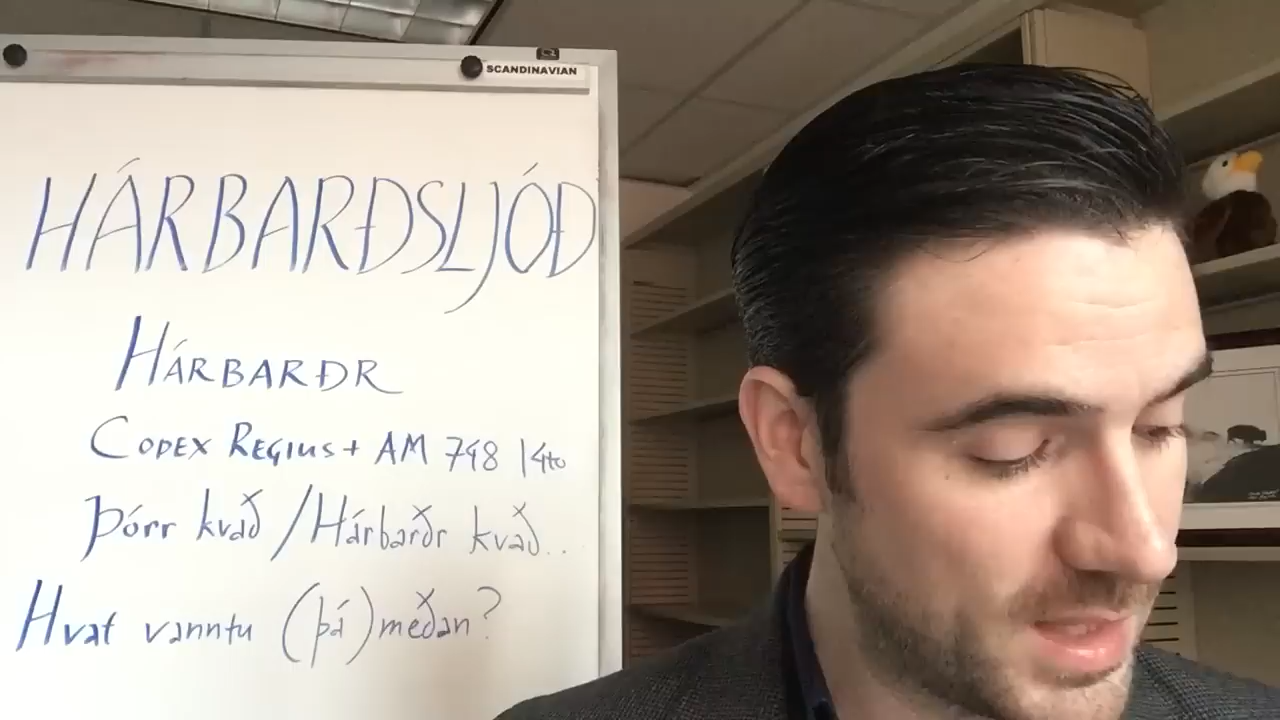 SCANDINAVIAN
HÁRBARÐSLJÓÐ
HÁRBARÐR
CODEX REGIUS + AM 748 I 4to
Þórr kvað / Hárbarðr kvað...
Hvat vanntu (þá) meðan?